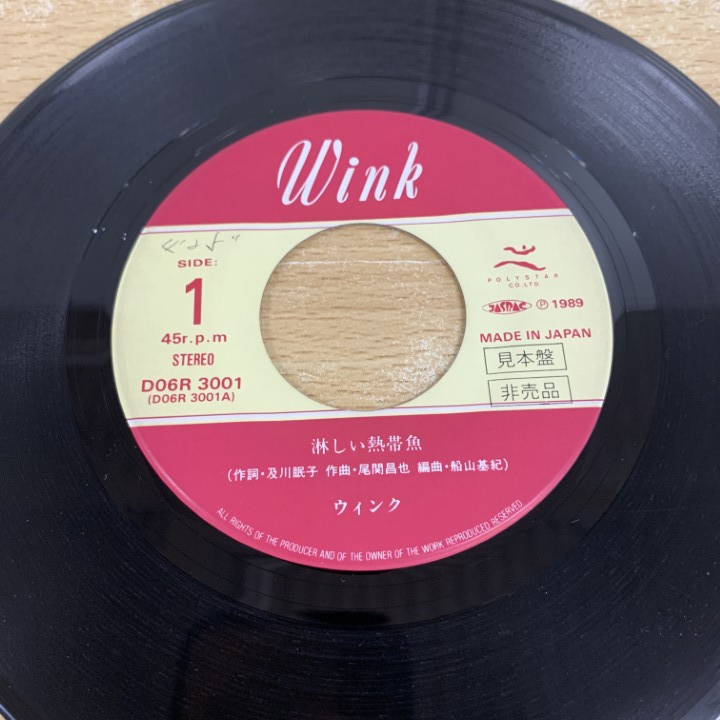 Wink
SIDE:
1
45r.p.m
STEREO
D06R 3001
(D06R 3001A)
POLYSTAR
CO.,LTD.
JASRAC Ⓟ 1989
MADE IN JAPAN
見本盤
非売品
淋しい熱帯魚
(作詞・及川眠子 作曲・尾関昌也 編曲・船山基紀)
ウィンク
ALL RIGHTS OF THE PRODUCER AND OF THE OWNER OF THE WORK REPRODUCED RESERVED